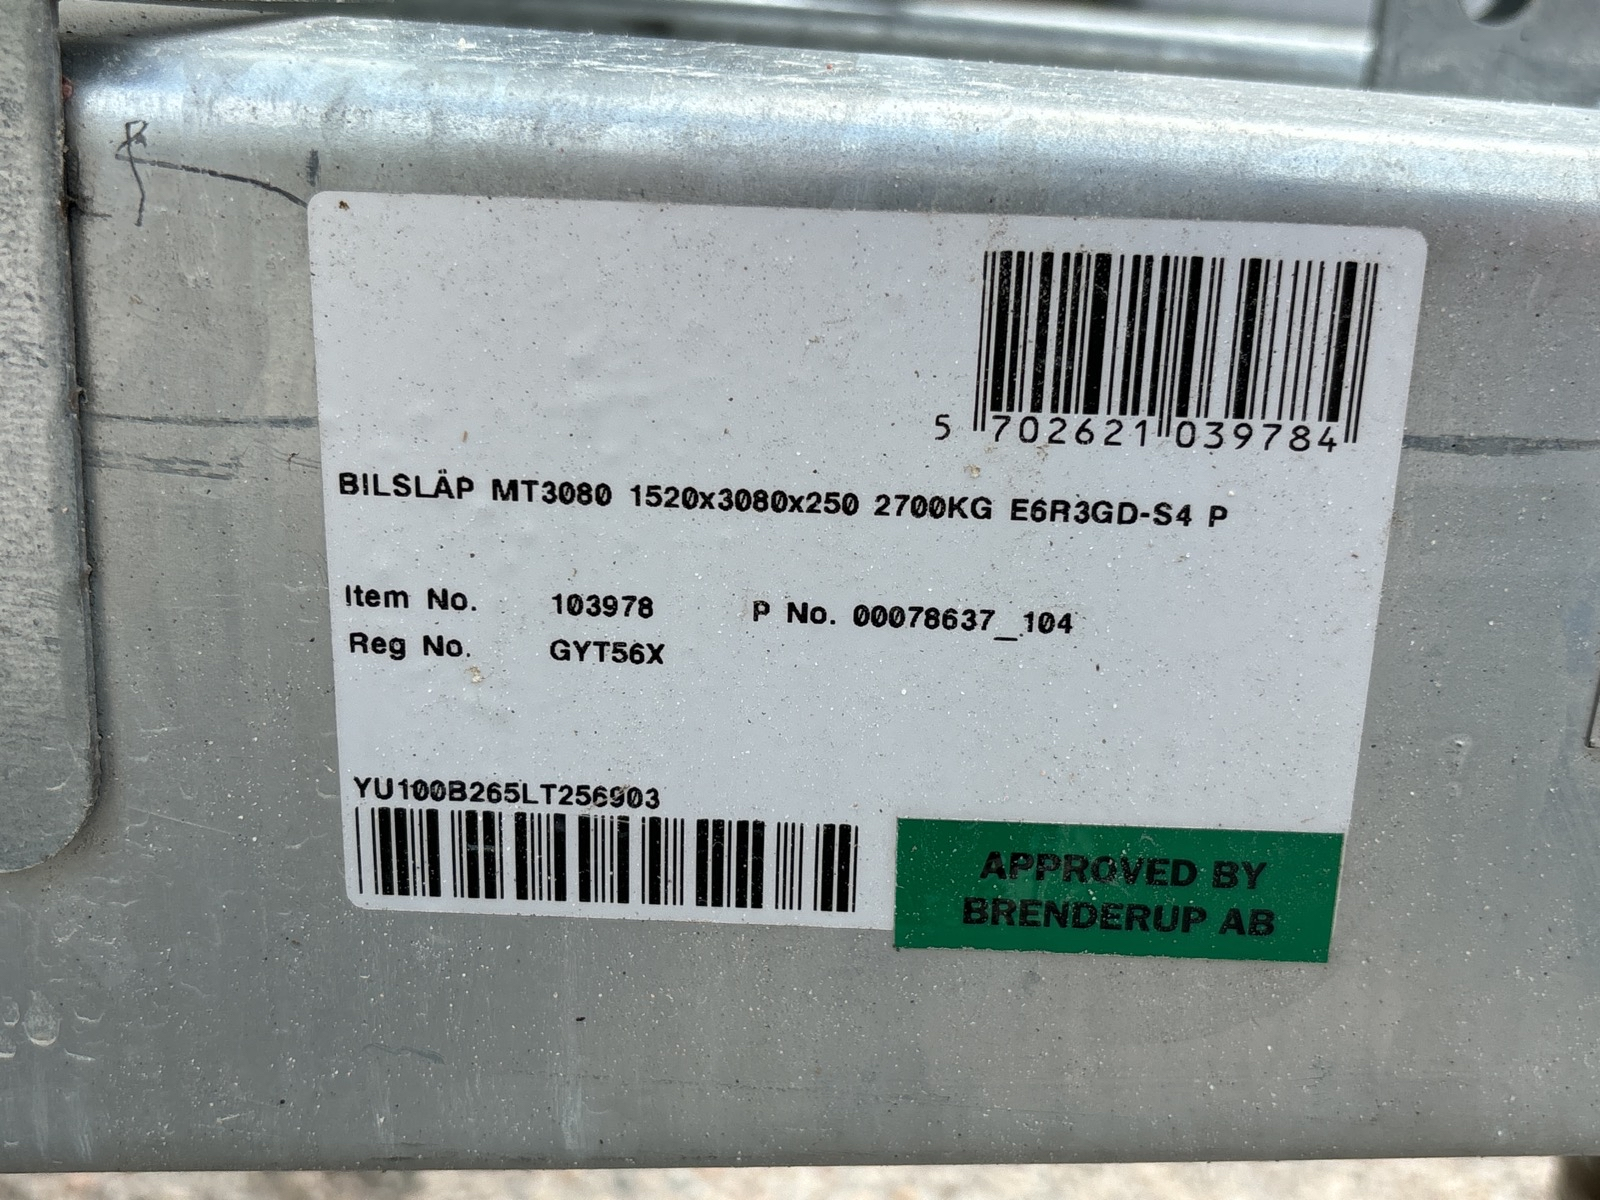 5 702621 039784
BILSLÄP MT3080 1520x3080x250 2700KG E6R3GD-S4 P
Item No. 103978 P No. 00078637_104
Reg No. GYT56X
YU100B265LT256903
APPROVED BY
BRENDERUP AB